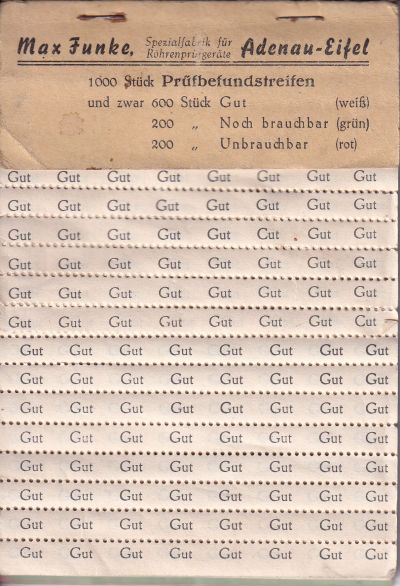 Max Funke, Spezialfabrik für Röhrenprüfgeräte Adenau-Eifel
1000 Stück Prüfbefundstreifen
und zwar 600 Stück Gut (weiß)
200 „ Noch brauchbar (grün)
200 „ Unbrauchbar (rot)
Gut Gut Gut Gut Gut Gut Gut Gut
Gut Gut Gut Gut Gut Gut Gut Gut
Gut Gut Gut Gut Gut Gut Gut Gut
Gut Gut Gut Gut Gut Gut Gut Gut
Gut Gut Gut Gut Gut Gut Gut Gut
Gut Gut Gut Gut Gut Gut Gut Gut
Gut Gut Gut Gut Gut Gut Gut Gut
Gut Gut Gut Gut Gut Gut Gut Gut
Gut Gut Gut Gut Gut Gut Gut Gut
Gut Gut Gut Gut Gut Gut Gut Gut
Gut Gut Gut Gut Gut Gut Gut Gut
Gut Gut Gut Gut Gut Gut Gut Gut
Gut Gut Gut Gut Gut Gut Gut Gut
Gut Gut Gut Gut Gut Gut Gut Gut